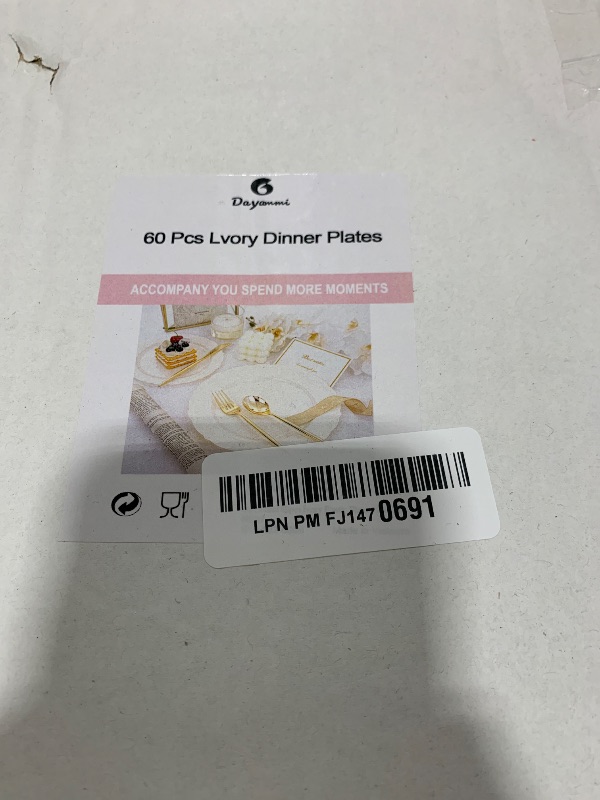 Dayammi
60 Pcs Lvory Dinner Plates
ACCOMPANY YOU SPEND MORE MOMENTS
LPN PM FJ147 0691